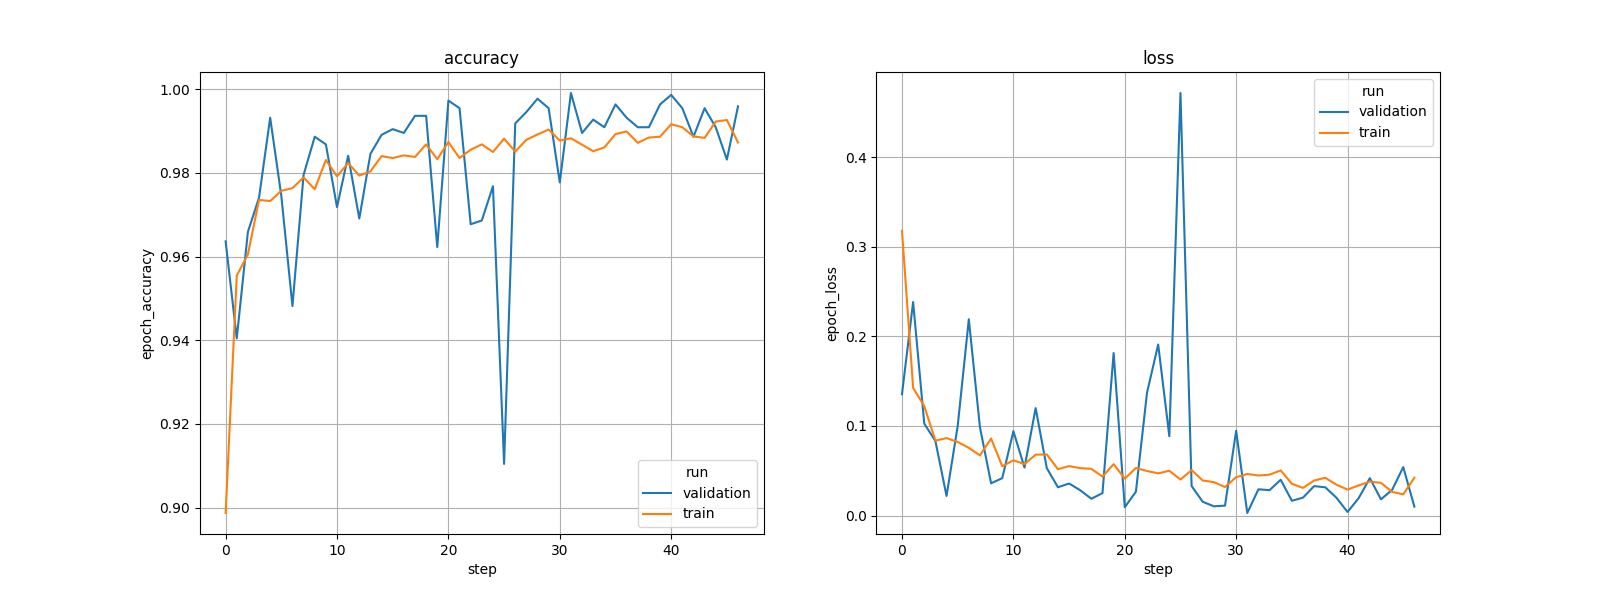 accuracy
epoch_accuracy
1.00
0.98
0.96
0.94
0.92
0.90
0 10 20 30 40
step
run
validation
train
loss
epoch_loss
0.4
0.3
0.2
0.1
0.0
0 10 20 30 40
step
run
validation
train